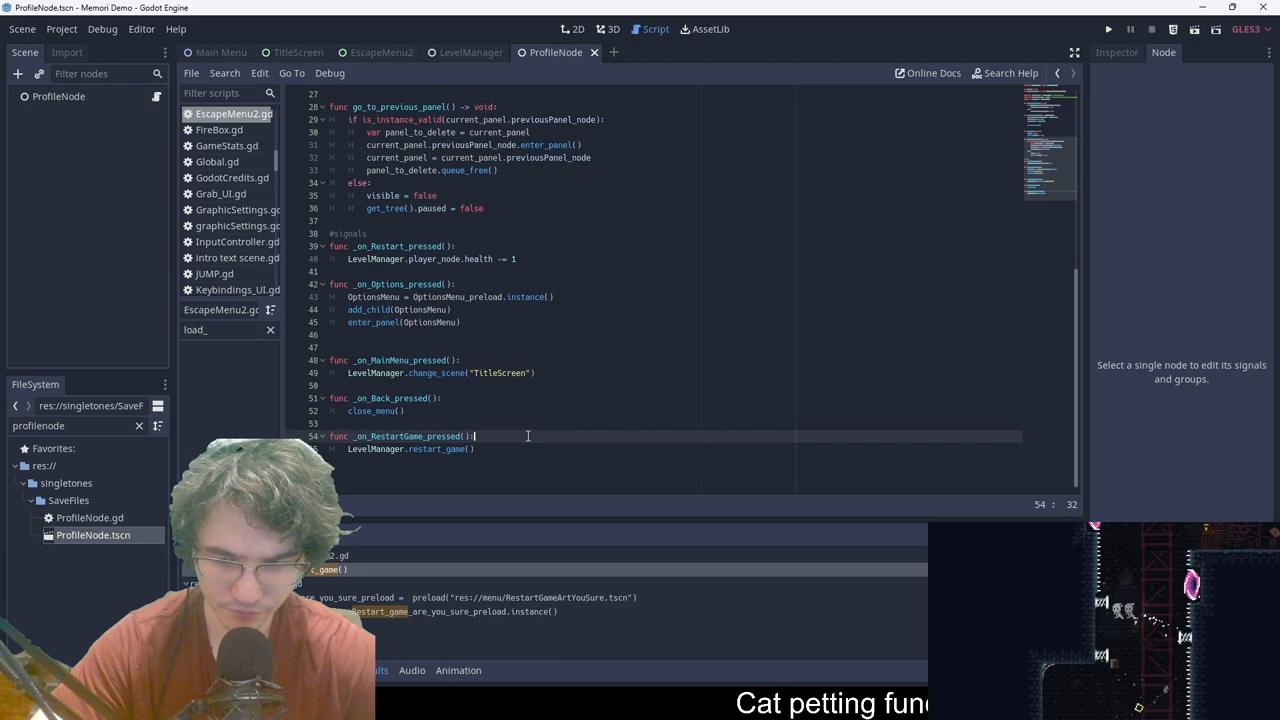 ProfileNode.tscn - Memori Demo - Godot Engine
Scene Project Debug Editor Help
2D 3D Script AssetLib
GLES3
Scene Import
Main Menu TitleScreen EscapeMenu2 LevelManager ProfileNode
Inspector Node
Filter nodes
File Search Edit Go To Debug
Online Docs Search Help
ProfileNode
Filter scripts
EscapeMenu2.gd
FireBox.gd
GameStats.gd
Global.gd
GodotCredits.gd
Grab_UI.gd
GraphicSettings.gd
graphicSettings.gd
InputController.gd
intro text scene.gd
JUMP.gd
Keybindings_UI.gd
EscapeMenu2.gd
load_
27
28 func go_to_previous_panel() -> void:
29 if is_instance_valid(current_panel.previousPanel_node):
30 var panel_to_delete = current_panel
31 current_panel.previousPanel_node.enter_panel()
32 current_panel = current_panel.previousPanel_node
33 panel_to_delete.queue_free()
34 else:
35 visible = false
36 get_tree().paused = false
37
38 #signals
39 func _on_Restart_pressed():
40 LevelManager.player_node.health -= 1
41
42 func _on_Options_pressed():
43 OptionsMenu = OptionsMenu_preload.instance()
44 add_child(OptionsMenu)
45 enter_panel(OptionsMenu)
46
47
48 func _on_MainMenu_pressed():
49 LevelManager.change_scene("TitleScreen")
50
51 func _on_Back_pressed():
52 close_menu()
53
54 func _on_RestartGame_pressed():
LevelManager.restart_game()
54 : 32
Select a single node to edit its signals
and groups.
FileSystem
res://singletones/SaveF
profilenode
Favorites:
res://
singletones
SaveFiles
ProfileNode.gd
ProfileNode.tscn
2.gd
_game()
are_you_sure_preload = preload("res://menu/RestartGameArtYouSure.tscn")
Restart_game_are_you_sure_preload.instance()
Audio Animation
Cat petting